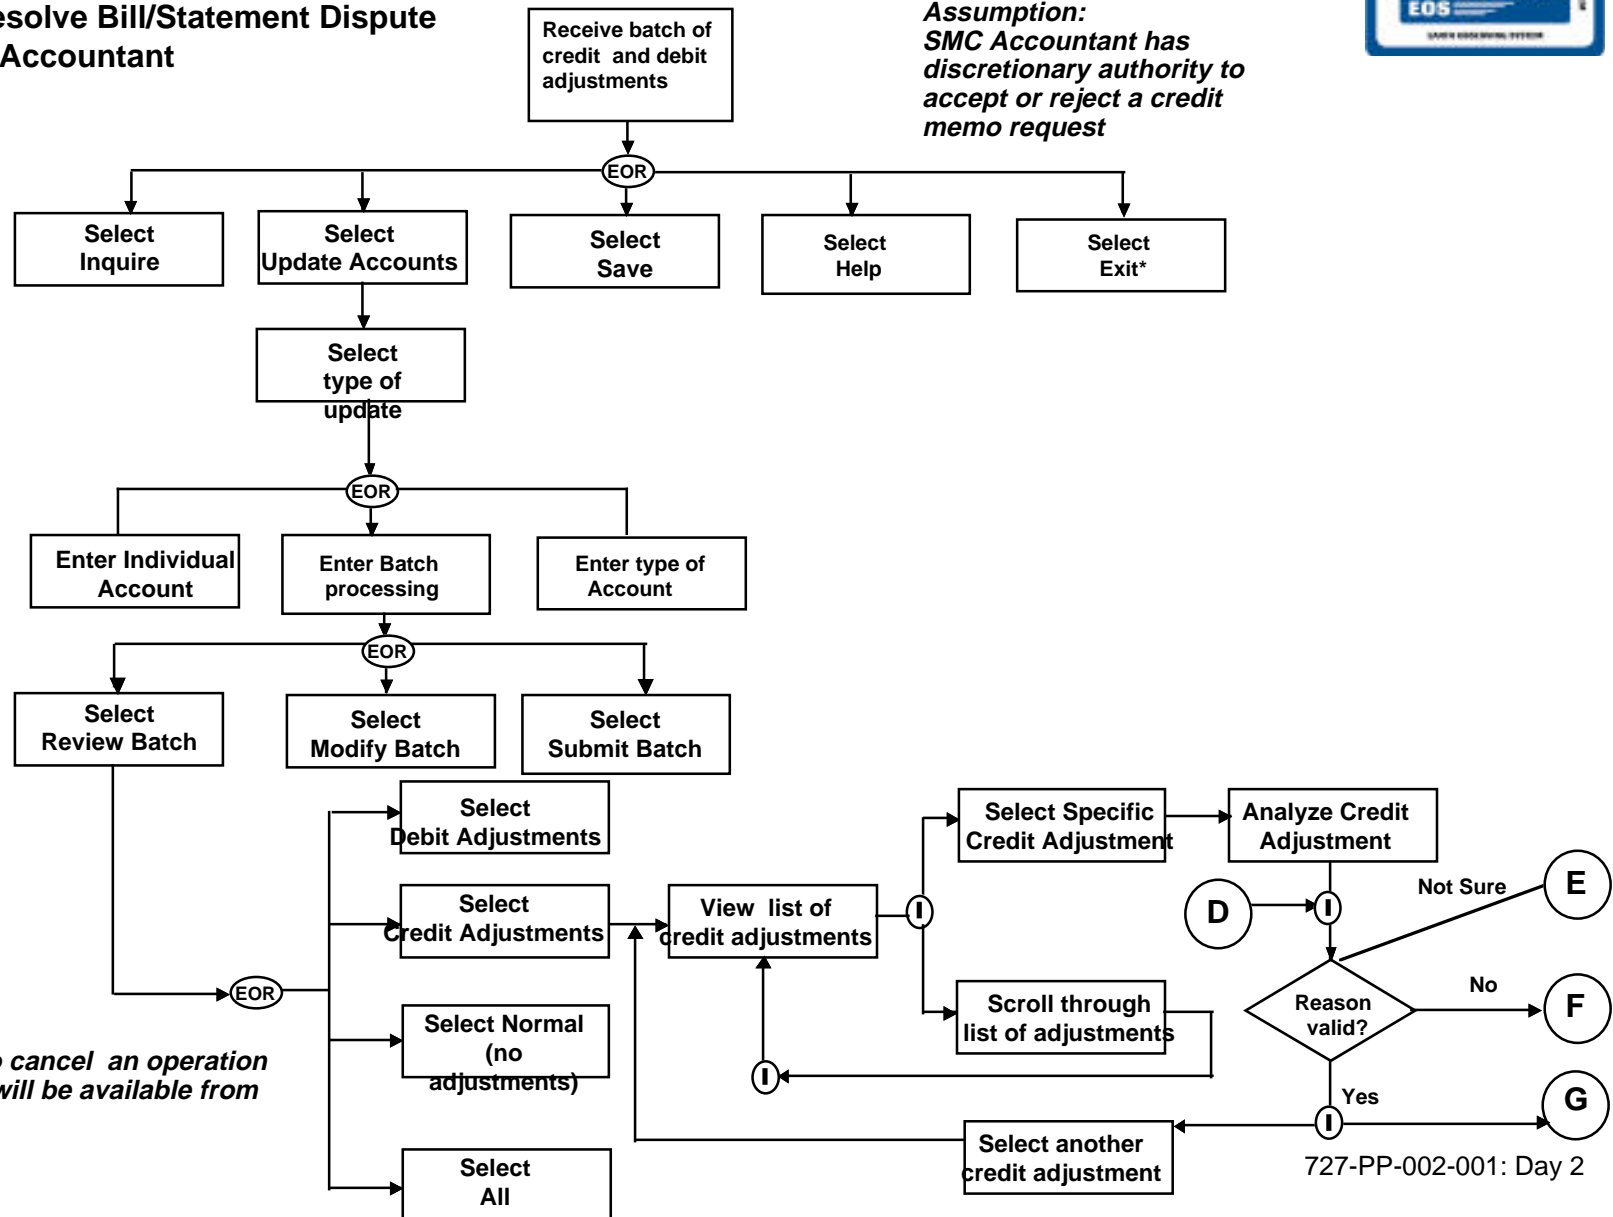 esolve Bill/Statement Dispute
Accountant
Receive batch of
credit and debit
adjustments
Assumption:
SMC Accountant has
discretionary authority to
accept or reject a credit
memo request
EOS
EARTH OBSERVING SYSTEM
EOR
Select
Inquire
Select
Update Accounts
Select
Save
Select
Help
Select
Exit*
Select
type of
update
EOR
Enter Individual
Account
Enter Batch
processing
Enter type of
Account
EOR
Select
Review Batch
Select
Modify Batch
Select
Submit Batch
Select
Debit Adjustments
Select
Credit Adjustments
View list of
credit adjustments
I
Select Specific
Credit Adjustment
Analyze Credit
Adjustment
D
I
Not Sure
E
EOR
Select Normal
(no
adjustments)
Scroll through
list of adjustments
I
Reason
valid?
No
F
o cancel an operation
will be available from
Yes
I
G
Select another
credit adjustment
Select
All
727-PP-002-001: Day 2